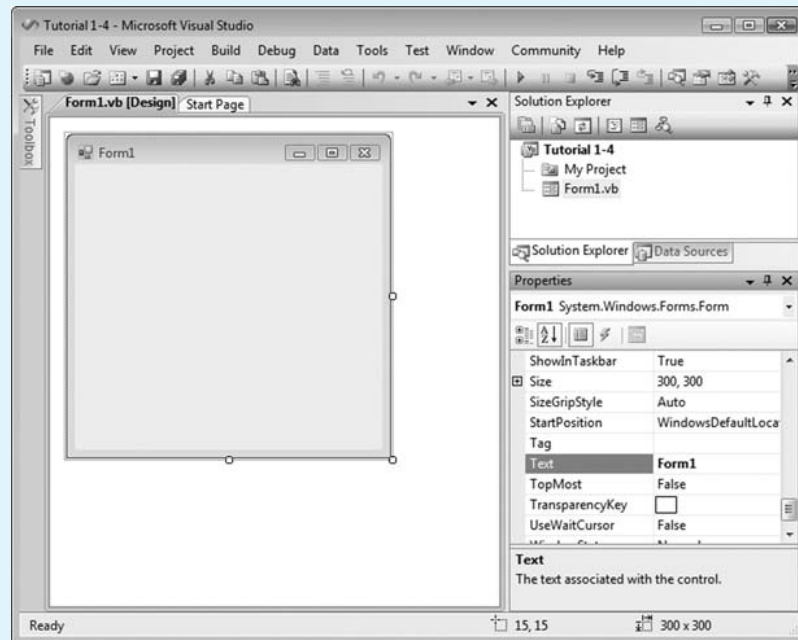 Tutorial 1-4 - Microsoft Visual Studio
File Edit View Project Build Debug Data Tools Test Window Community Help
Toolbox
Form1.vb [Design] Start Page
Form1
Solution Explorer
Tutorial 1-4
My Project
Form1.vb
Solution Explorer Data Sources
Properties
Form1 System.Windows.Forms.Form
ShowInTaskbar True
Size 300, 300
SizeGripStyle Auto
StartPosition WindowsDefaultLoca
Tag
Text Form1
TopMost False
TransparencyKey
UseWaitCursor False
Text
The text associated with the control.
Ready 15, 15 300 x 300